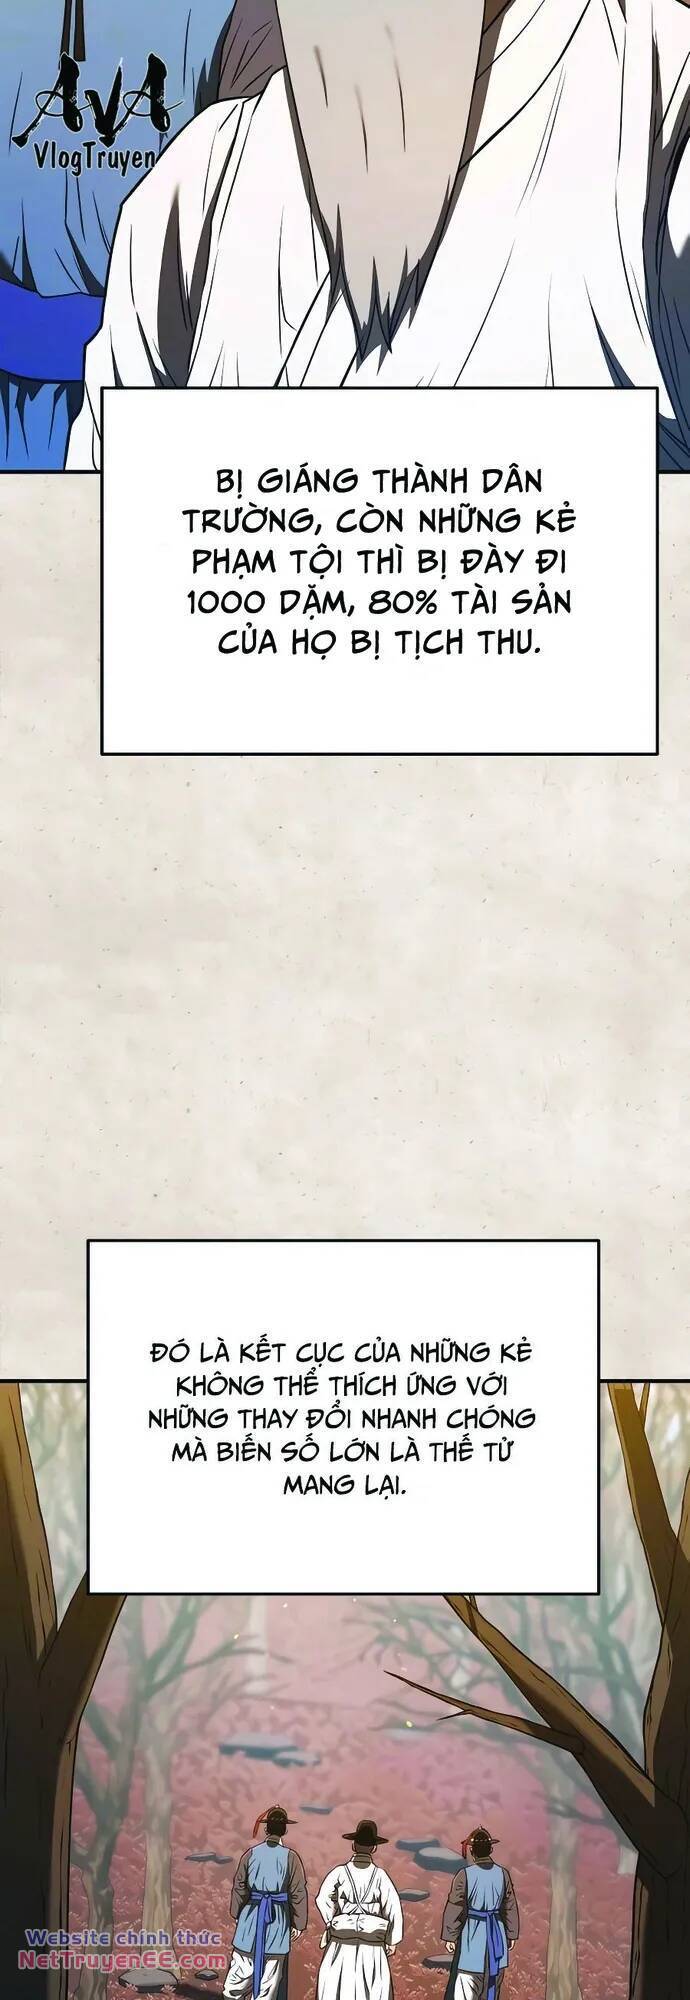 AVA
VlogTruyen
BỊ GIÁNG THÀNH DÂN
TRƯỜNG, CÒN NHỮNG KẺ
PHẠM TỘI THÌ BỊ ĐÀY ĐI
1000 DẶM, 80% TÀI SẢN
CỦA HỌ BỊ TỊCH THU.
ĐÓ LÀ KẾT CỤC CỦA NHỮNG KẺ
KHÔNG THỂ THÍCH ỨNG VỚI
NHỮNG THAY ĐỔI NHANH CHÓNG
MÀ BIẾN SỐ LỚN LÀ THẾ TỬ
MANG LẠI.
Website chính thức
NetTruyenEE.com